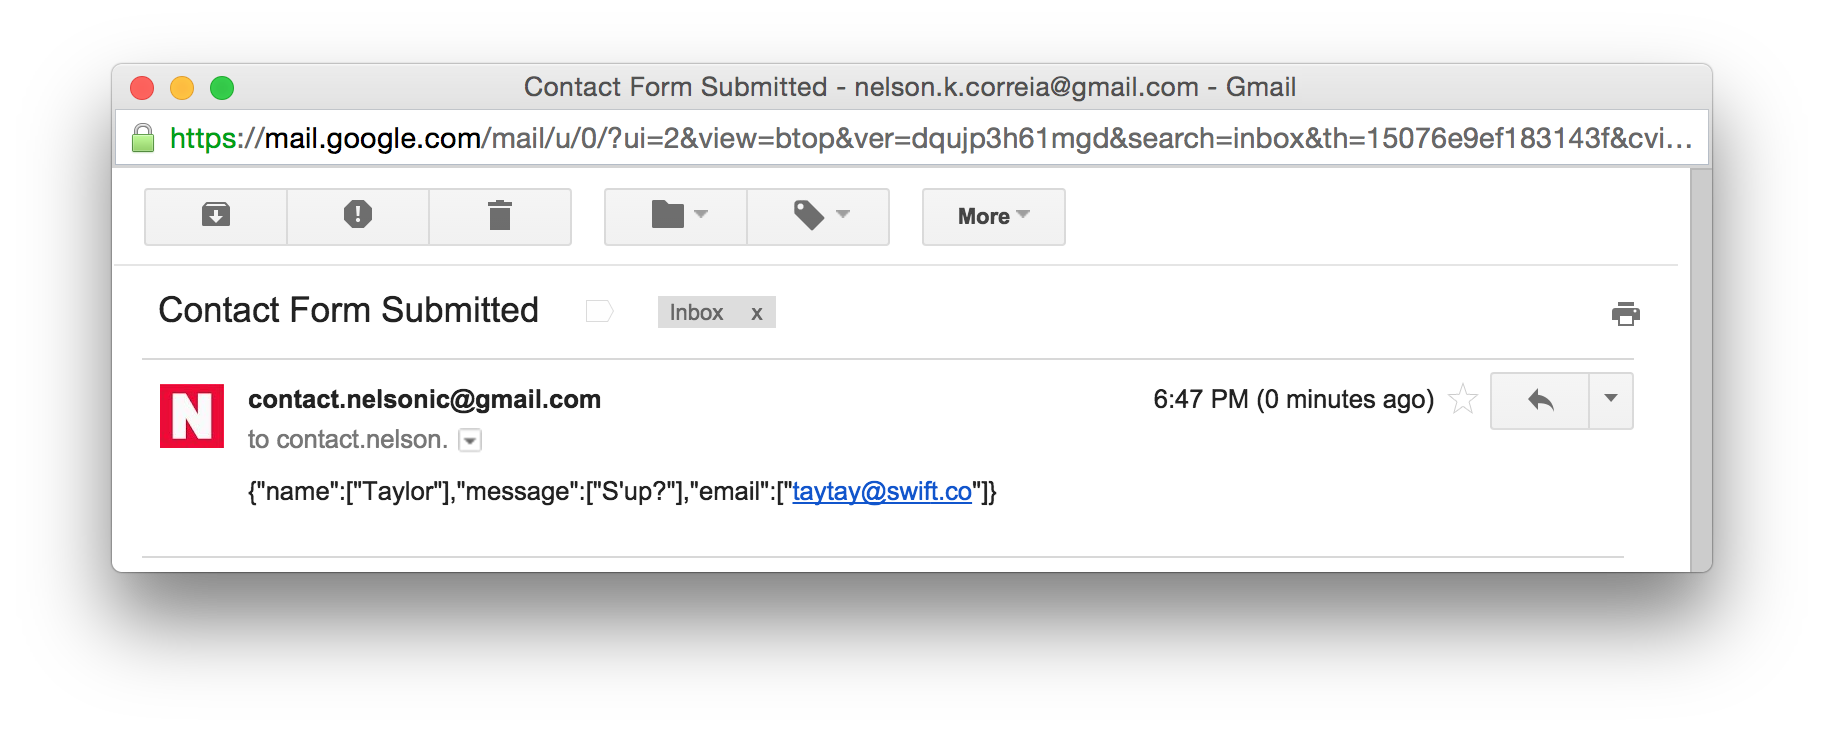 Contact Form Submitted - nelson.k.correia@gmail.com - Gmail
https://mail.google.com/mail/u/0/?ui=2&view=btop&ver=dqujp3h61mgd&search=inbox&th=15076e9ef183143f&cvi...
More
Contact Form Submitted Inbox x
N
contact.nelsonic@gmail.com 6:47 PM (0 minutes ago)
to contact.nelson.
{"name":["Taylor"],"message":["S'up?"],"email":["taytay@swift.co"]}